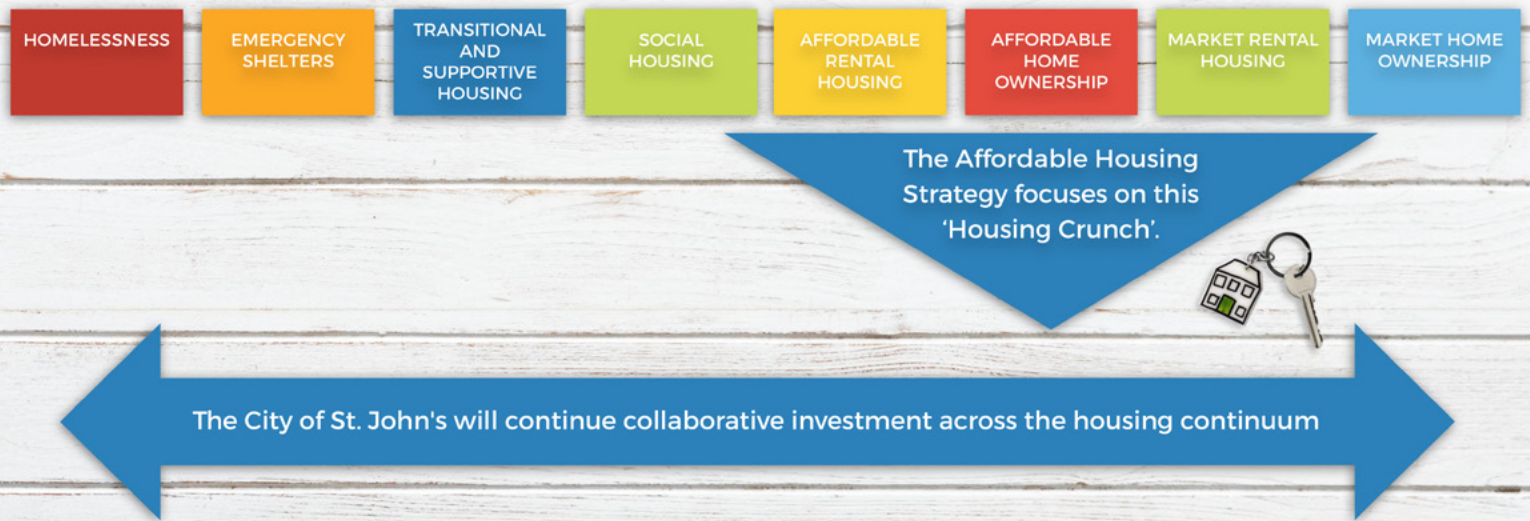 HOMELESSNESS
EMERGENCY
SHELTERS
TRANSITIONAL
AND
SUPPORTIVE
HOUSING
SOCIAL
HOUSING
AFFORDABLE
RENTAL
HOUSING
AFFORDABLE
HOME
OWNERSHIP
MARKET RENTAL
HOUSING
MARKET HOME
OWNERSHIP
The Affordable Housing
Strategy focuses on this
‘Housing Crunch’.
The City of St. John's will continue collaborative investment across the housing continuum